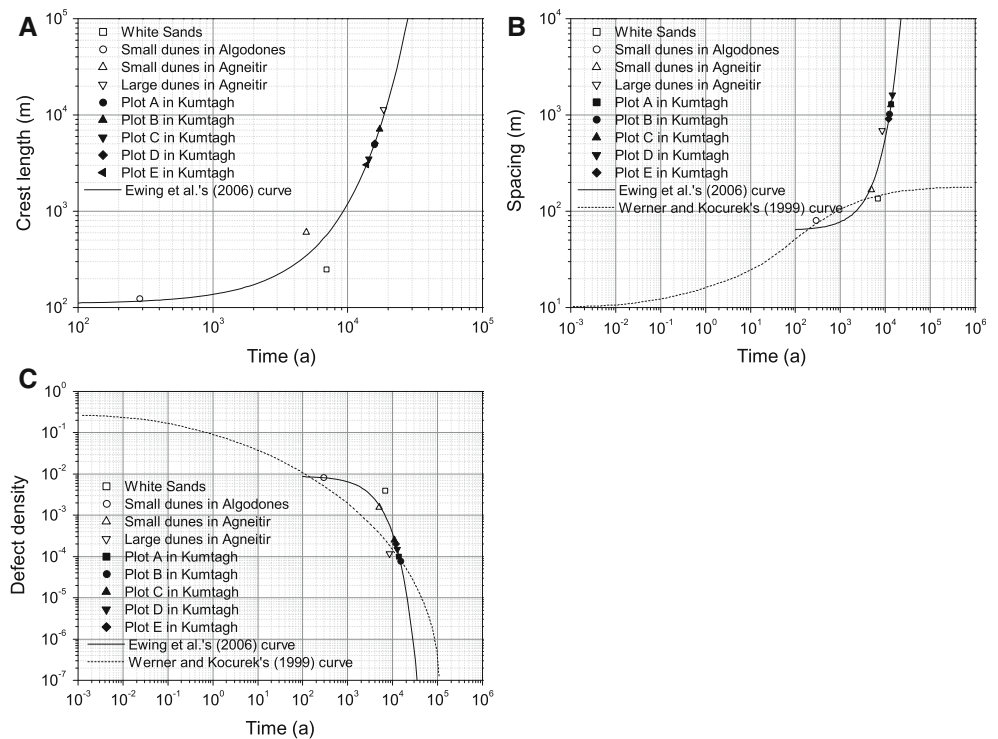 A
Crest length (m)
10^5
10^4
10^3
10^2
White Sands
Small dunes in Algodones
Small dunes in Agneitir
Large dunes in Agneitir
Plot A in Kumtagh
Plot B in Kumtagh
Plot C in Kumtagh
Plot D in Kumtagh
Plot E in Kumtagh
Ewing et al.'s (2006) curve
10^2 10^3 10^4 10^5
Time (a)
B
Spacing (m)
10^4
10^3
10^2
10^1
White Sands
Small dunes in Algodones
Small dunes in Agneitir
Large dunes in Agneitir
Plot A in Kumtagh
Plot B in Kumtagh
Plot C in Kumtagh
Plot D in Kumtagh
Plot E in Kumtagh
Ewing et al.'s (2006) curve
Werner and Kocurek's (1999) curve
10^-3 10^-2 10^-1 10^0 10^1 10^2 10^3 10^4 10^5 10^6
Time (a)
C
Defect density
10^0
10^-1
10^-2
10^-3
10^-4
10^-5
10^-6
10^-7
White Sands
Small dunes in Algodones
Small dunes in Agneitir
Large dunes in Agneitir
Plot A in Kumtagh
Plot B in Kumtagh
Plot C in Kumtagh
Plot D in Kumtagh
Plot E in Kumtagh
Ewing et al.'s (2006) curve
Werner and Kocurek's (1999) curve
10^-3 10^-2 10^-1 10^0 10^1 10^2 10^3 10^4 10^5 10^6
Time (a)